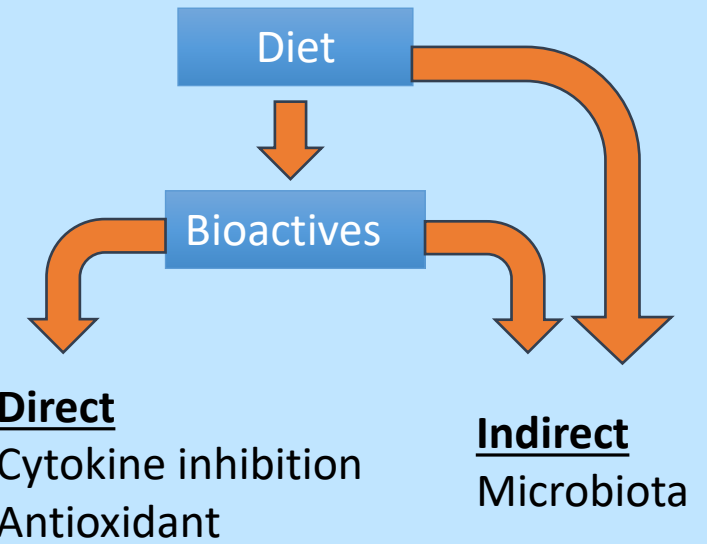 Diet
Bioactives
Direct
Cytokine inhibition
Antioxidant
Indirect
Microbiota